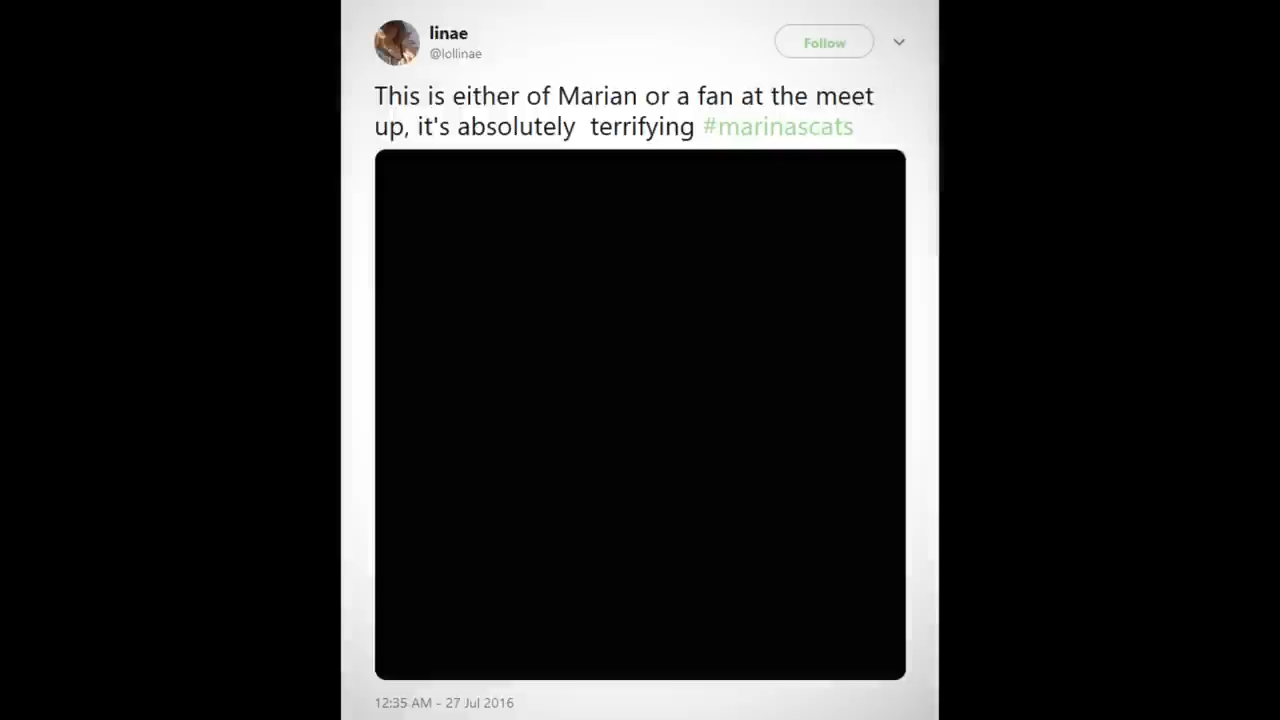 linae
@lollinae
Follow
This is either of Marian or a fan at the meet
up, it's absolutely  terrifying #marinascats
12:35 AM - 27 Jul 2016